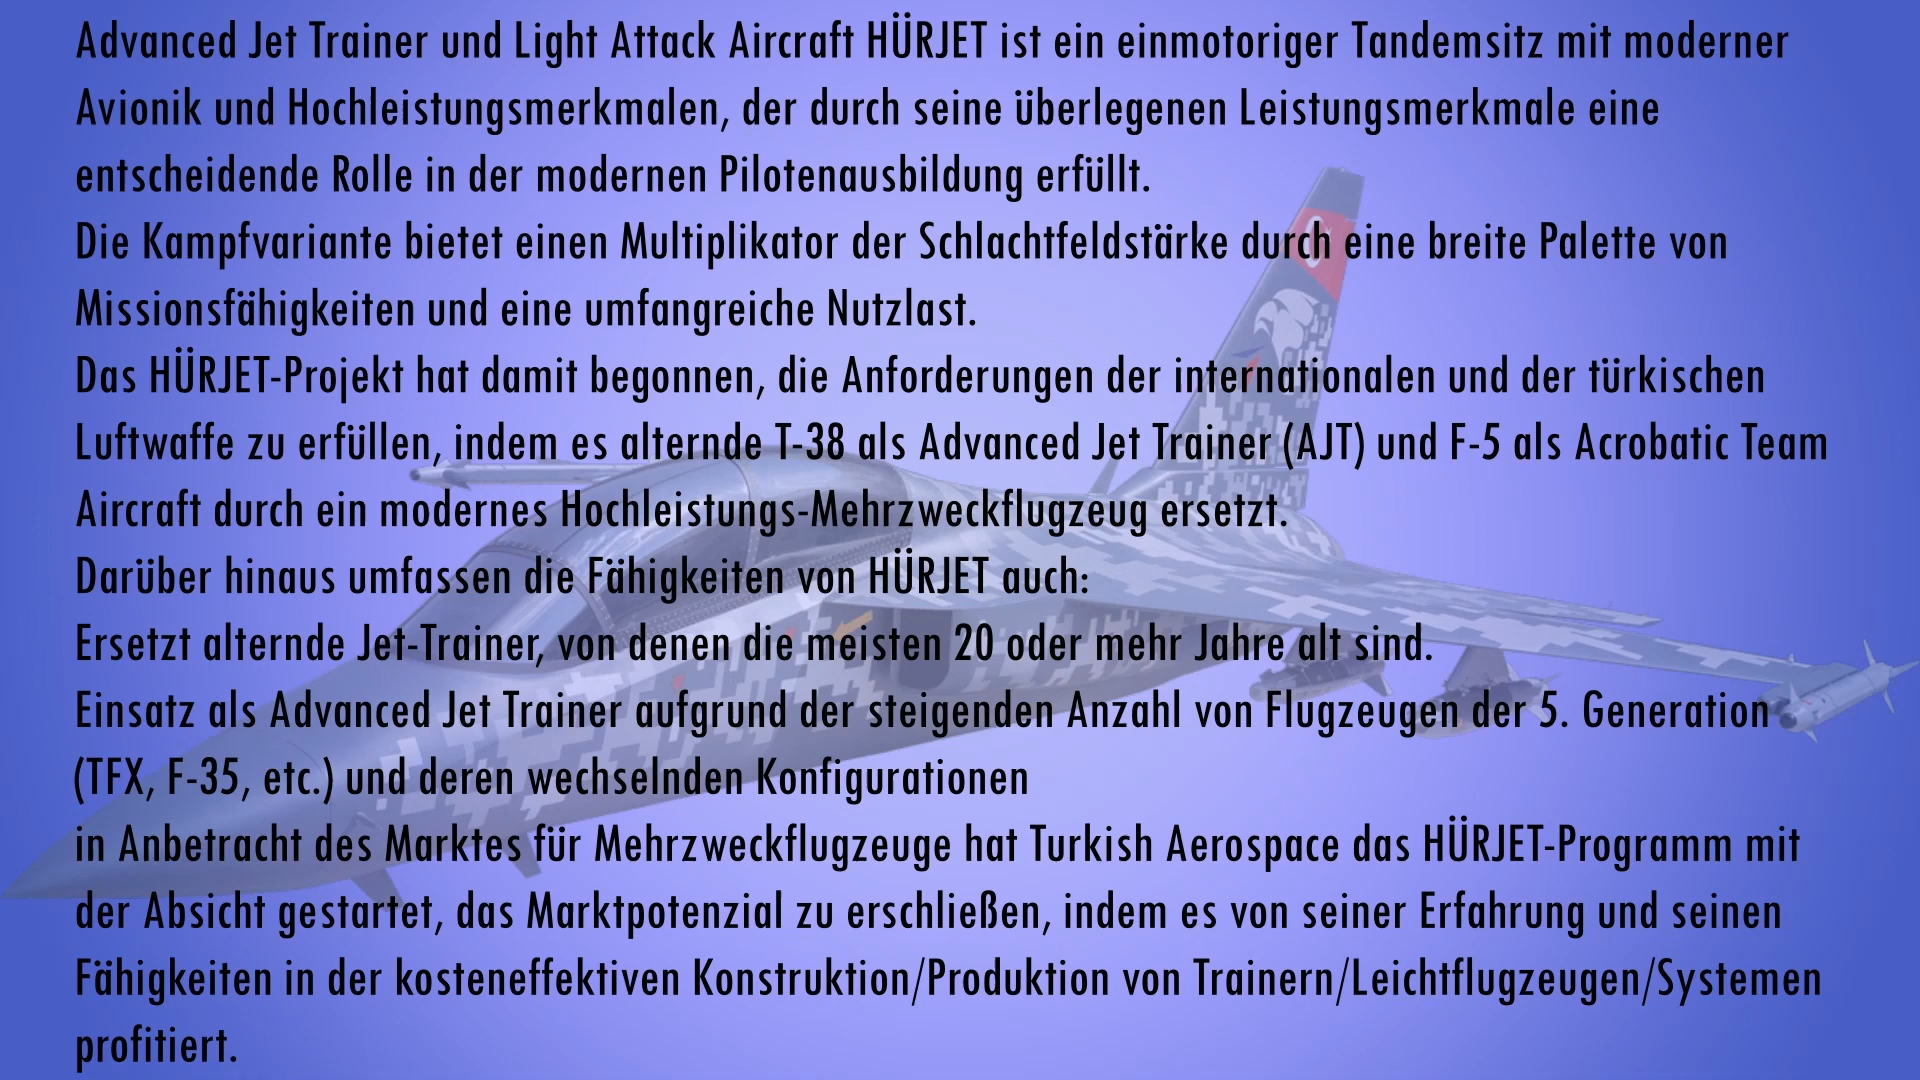 Advanced Jet Trainer und Light Attack Aircraft HÜRJET ist ein einmotoriger Tandemsitz mit moderner
Avionik und Hochleistungsmerkmalen, der durch seine überlegenen Leistungsmerkmale eine
entscheidende Rolle in der modernen Pilotenausbildung erfüllt.
Die Kampfvariante bietet einen Multiplikator der Schlachtfeldstärke durch eine breite Palette von
Missionsfähigkeiten und eine umfangreiche Nutzlast.
Das HÜRJET-Projekt hat damit begonnen, die Anforderungen der internationalen und der türkischen
Luftwaffe zu erfüllen, indem es alternde T-38 als Advanced Jet Trainer (AJT) und F-5 als Acrobatic Team
Aircraft durch ein modernes Hochleistungs-Mehrzweckflugzeug ersetzt.
Darüber hinaus umfassen die Fähigkeiten von HÜRJET auch:
Ersetzt alternde Jet-Trainer, von denen die meisten 20 oder mehr Jahre alt sind.
Einsatz als Advanced Jet Trainer aufgrund der steigenden Anzahl von Flugzeugen der 5. Generation
(TFX, F-35, etc.) und deren wechselnden Konfigurationen
in Anbetracht des Marktes für Mehrzweckflugzeuge hat Turkish Aerospace das HÜRJET-Programm mit
der Absicht gestartet, das Marktpotenzial zu erschließen, indem es von seiner Erfahrung und seinen
Fähigkeiten in der kosteneffektiven Konstruktion/Produktion von Trainern/Leichtflugzeugen/Systemen
profitiert.